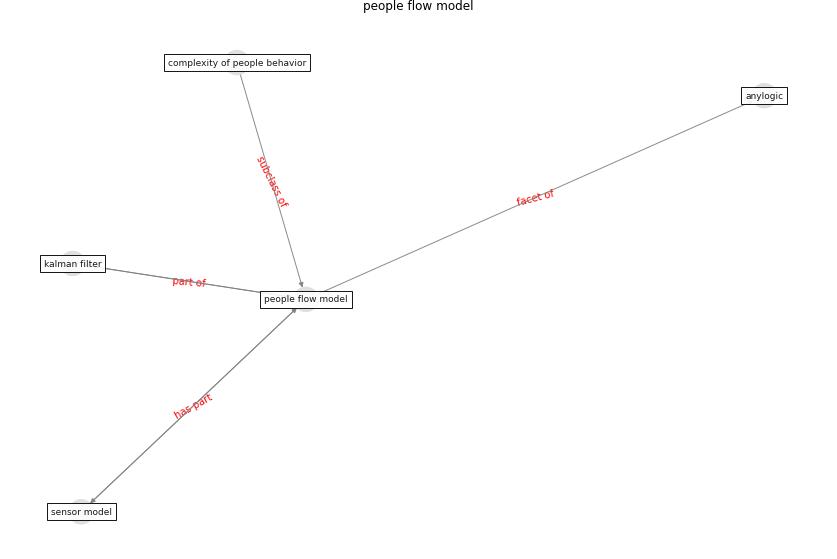 people flow model
complexity of people behavior
anylogic
subclass of
facet of
kalman filter
part of
people flow model
has part
sensor model